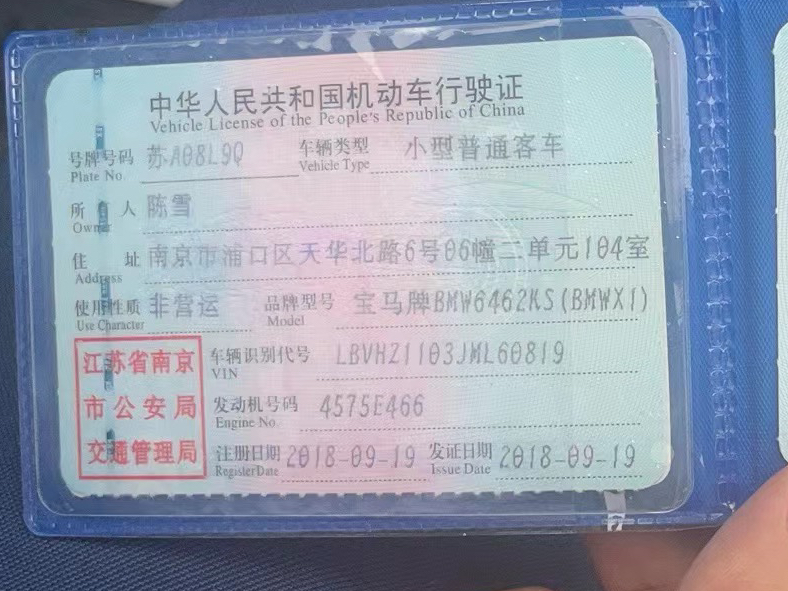 中华人民共和国机动车行驶证
Vehicle License of the People's Republic of China
号牌号码 苏A08L9Q 车辆类型 小型普通客车
Plate No. Vehicle Type
所有人 陈雪
Owner
住址 南京市浦口区天华北路6号06幢二单元104室
Address
使用性质 非营运 品牌型号 宝马牌BMW6462KS(BMWX1)
Use Character Model
江苏省南京
市公安局
交通管理局
车辆识别代号 LBVHZ1103JML60819
VIN
发动机号码 4575E466
Engine No.
注册日期 2018-09-19 发证日期 2018-09-19
Register Date Issue Date